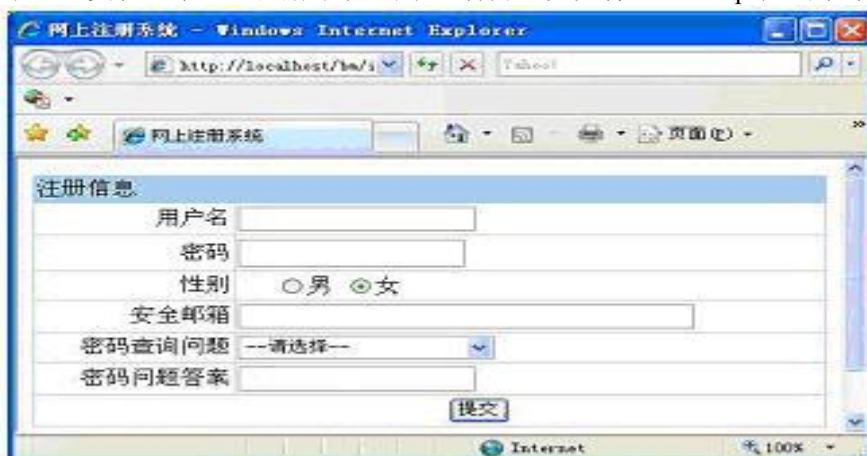 网上注册系统 - Windows Internet Explorer
http://localhost/bm/s
Yahoo!
网上注册系统
页面(P)
注册信息
用户名
密码
性别 男 女
安全邮箱
密码查询问题 --请选择--
密码问题答案
提交
Internet 100%